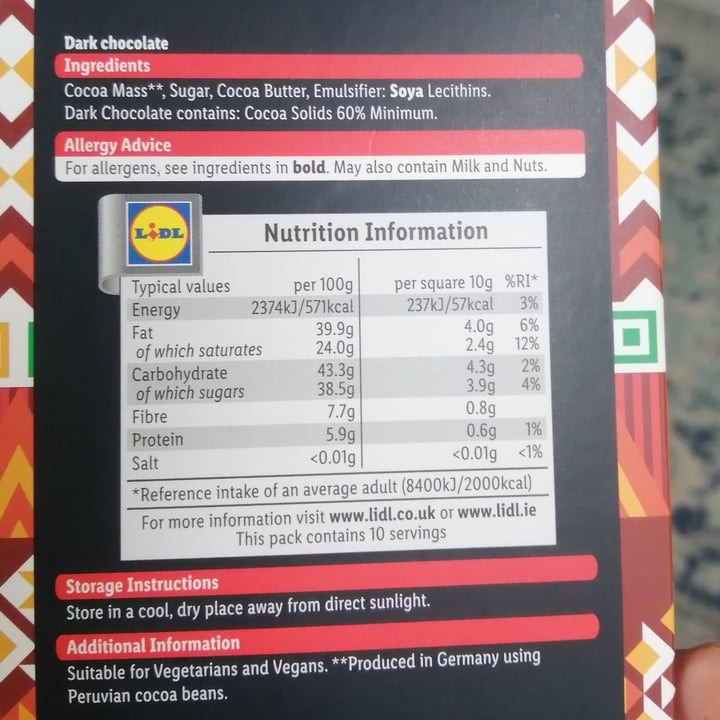 Dark chocolate
Ingredients
Cocoa Mass**, Sugar, Cocoa Butter, Emulsifier: Soya Lecithins.
Dark Chocolate contains: Cocoa Solids 60% Minimum.
Allergy Advice
For allergens, see ingredients in bold. May also contain Milk and Nuts.
LIDL
Nutrition Information
Typical values per 100g per square 10g %RI*
Energy 2374kJ/571kcal 237kJ/57kcal 3%
Fat 39.9g 4.0g 6%
of which saturates 24.0g 2.4g 12%
Carbohydrate 43.3g 4.3g 2%
of which sugars 38.5g 3.9g 4%
Fibre 7.7g 0.8g
Protein 5.9g 0.6g 1%
Salt <0.01g <0.01g <1%
*Reference intake of an average adult (8400kJ/2000kcal)
For more information visit www.lidl.co.uk or www.lidl.ie
This pack contains 10 servings
Storage Instructions
Store in a cool, dry place away from direct sunlight.
Additional Information
Suitable for Vegetarians and Vegans. **Produced in Germany using
Peruvian cocoa beans.